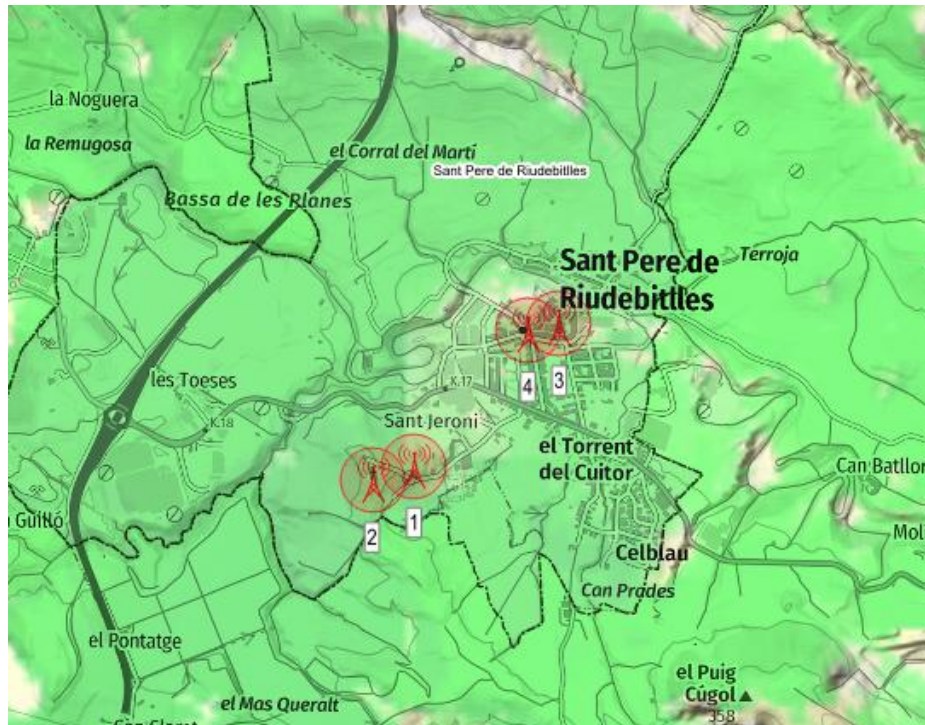 la Noguera
la Remugosa
el Corral del Martí
Sant Pere de Riudebitlles
Bassa de les Planes
Sant Pere de
Riudebitlles
Terroja
les Toeses
K.17
4
3
K.18
Sant Jeroni
el Torrent
del Cuitor
Can Batllor
Guilló
2
1
Mol
Celblau
Can Prades
el Pontatge
el Puig
Cúgol
358
el Mas Queralt